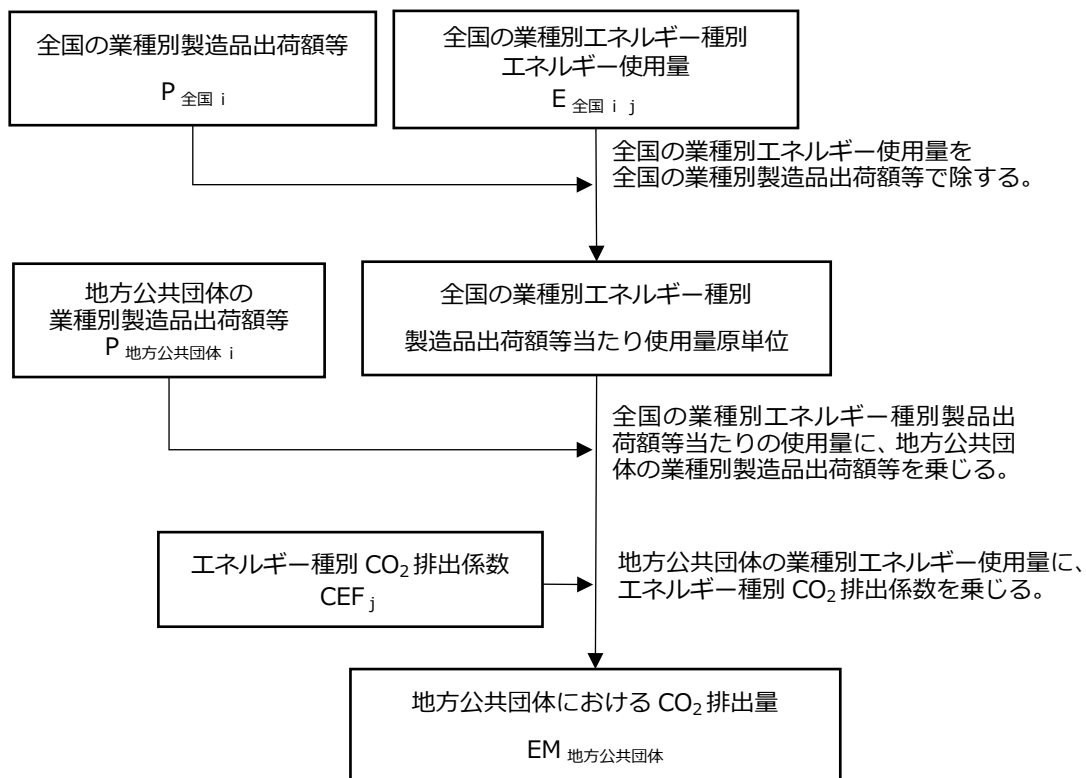 全国の業種別製造品出荷額等
P 全国 i
全国の業種別エネルギー種別
エネルギー使用量
E 全国 i j
全国の業種別エネルギー使用量を
全国の業種別製造品出荷額等で除する。
地方公共団体の
業種別製造品出荷額等
P 地方公共団体 i
全国の業種別エネルギー種別
製造品出荷額等当たり使用量原単位
全国の業種別エネルギー種別製品出
荷額等当たりの使用量に、地方公共団
体の業種別製造品出荷額等を乗じる。
エネルギー種別 CO₂ 排出係数
CEF j
地方公共団体の業種別エネルギー使用量に、
エネルギー種別 CO₂ 排出係数を乗じる。
地方公共団体における CO₂ 排出量
EM 地方公共団体